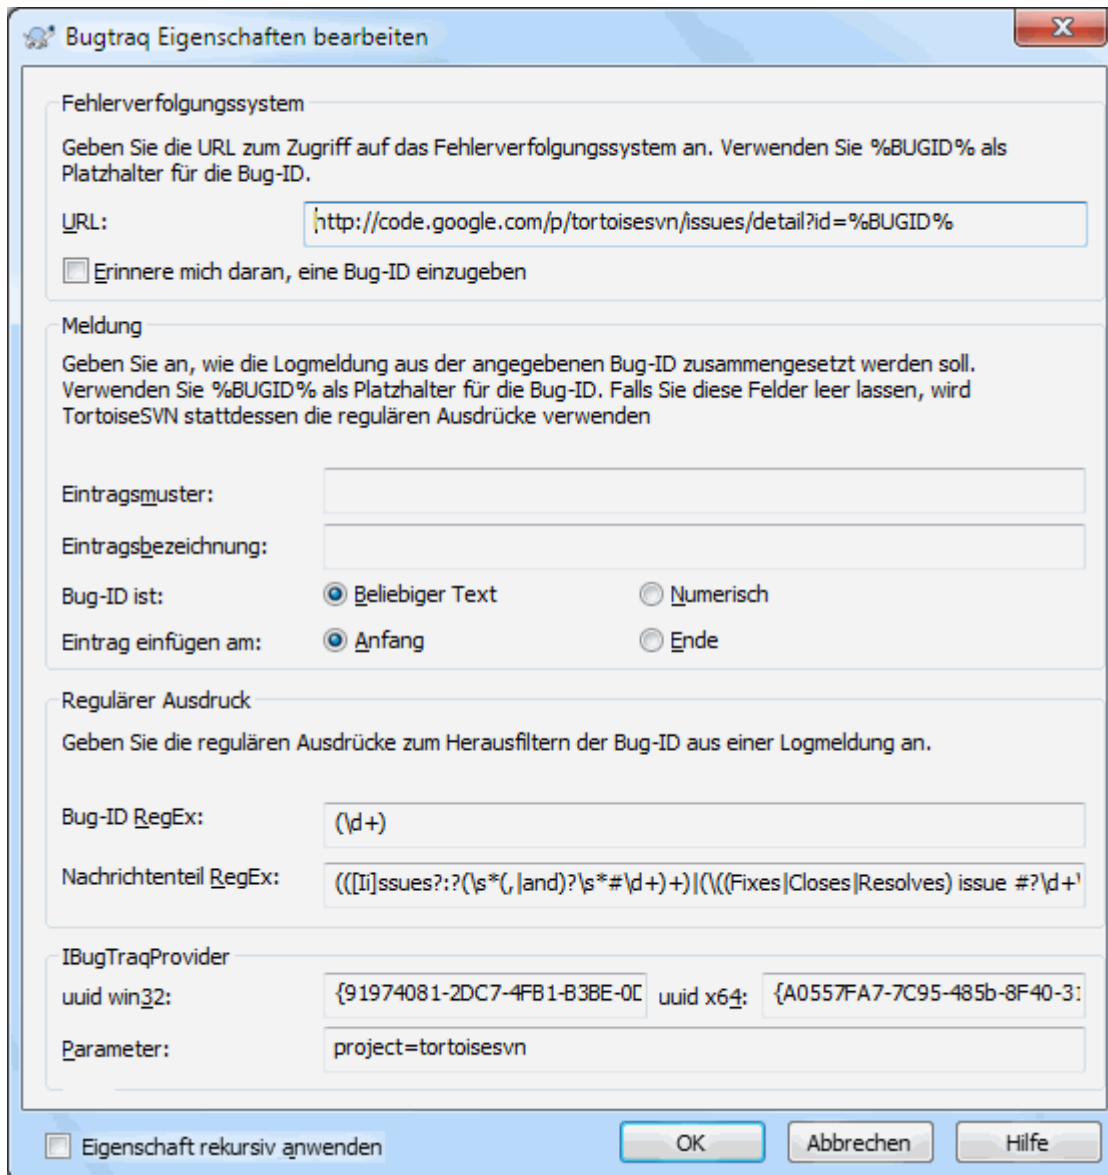 Bugtraq Eigenschaften bearbeiten
Fehlerverfolgungssystem
Geben Sie die URL zum Zugriff auf das Fehlerverfolgungssystem an. Verwenden Sie %BUGID% als
Platzhalter für die Bug-ID.
URL: http://code.google.com/p/tortoisesvn/issues/detail?id=%BUGID%
Erinnere mich daran, eine Bug-ID einzugeben
Meldung
Geben Sie an, wie die Logmeldung aus der angegebenen Bug-ID zusammengesetzt werden soll.
Verwenden Sie %BUGID% als Platzhalter für die Bug-ID. Falls Sie diese Felder leer lassen, wird
TortoiseSVN stattdessen die regulären Ausdrücke verwenden
Eintragsmuster:
Eintragsbezeichnung:
Bug-ID ist: Beliebiger Text Numerisch
Eintrag einfügen am: Anfang Ende
Regulärer Ausdruck
Geben Sie die regulären Ausdrücke zum Herausfiltern der Bug-ID aus einer Logmeldung an.
Bug-ID RegEx: (\d+)
Nachrichtenteil RegEx: (([Ii]ssues?:?(\s*(,|and)?\s*#\d+)+)|(\((Fixes|Closes|Resolves) issue #?\d+\
IBugTraqProvider
uuid win32: {91974081-2DC7-4FB1-B3BE-0D uuid x64: {A0557FA7-7C95-485b-8F40-31
Parameter: project=tortoisesvn
Eigenschaft rekursiv anwenden OK Abbrechen Hilfe